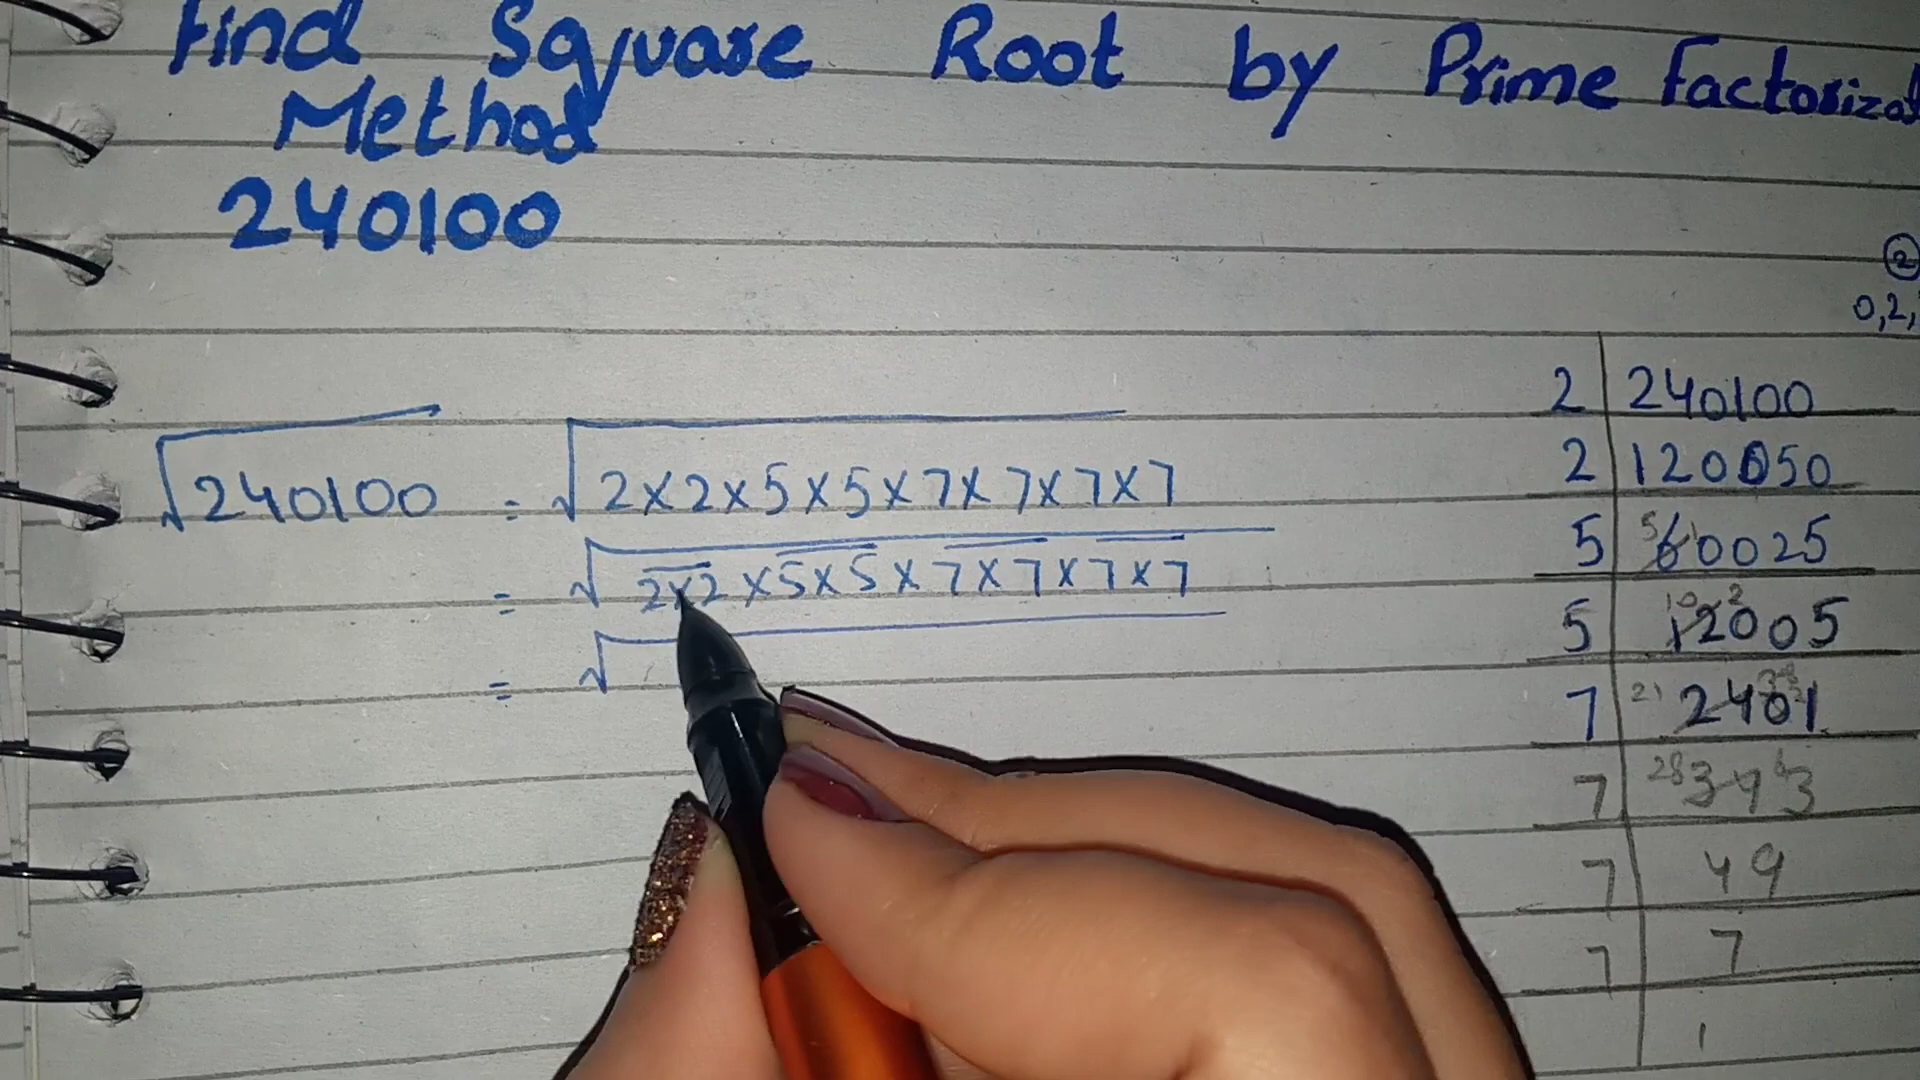 Find Square Root by Prime Factorizat
Method
240100
②
0,2,
√240100 = √2×2×5×5×7×7×7×7
= √2×2×5×5×7×7×7×7
= √
2 | 240100
2 | 120050
5 | 60025
5 | 12005
7 | 2401
7 | 343
7 | 49
7 | 7
1